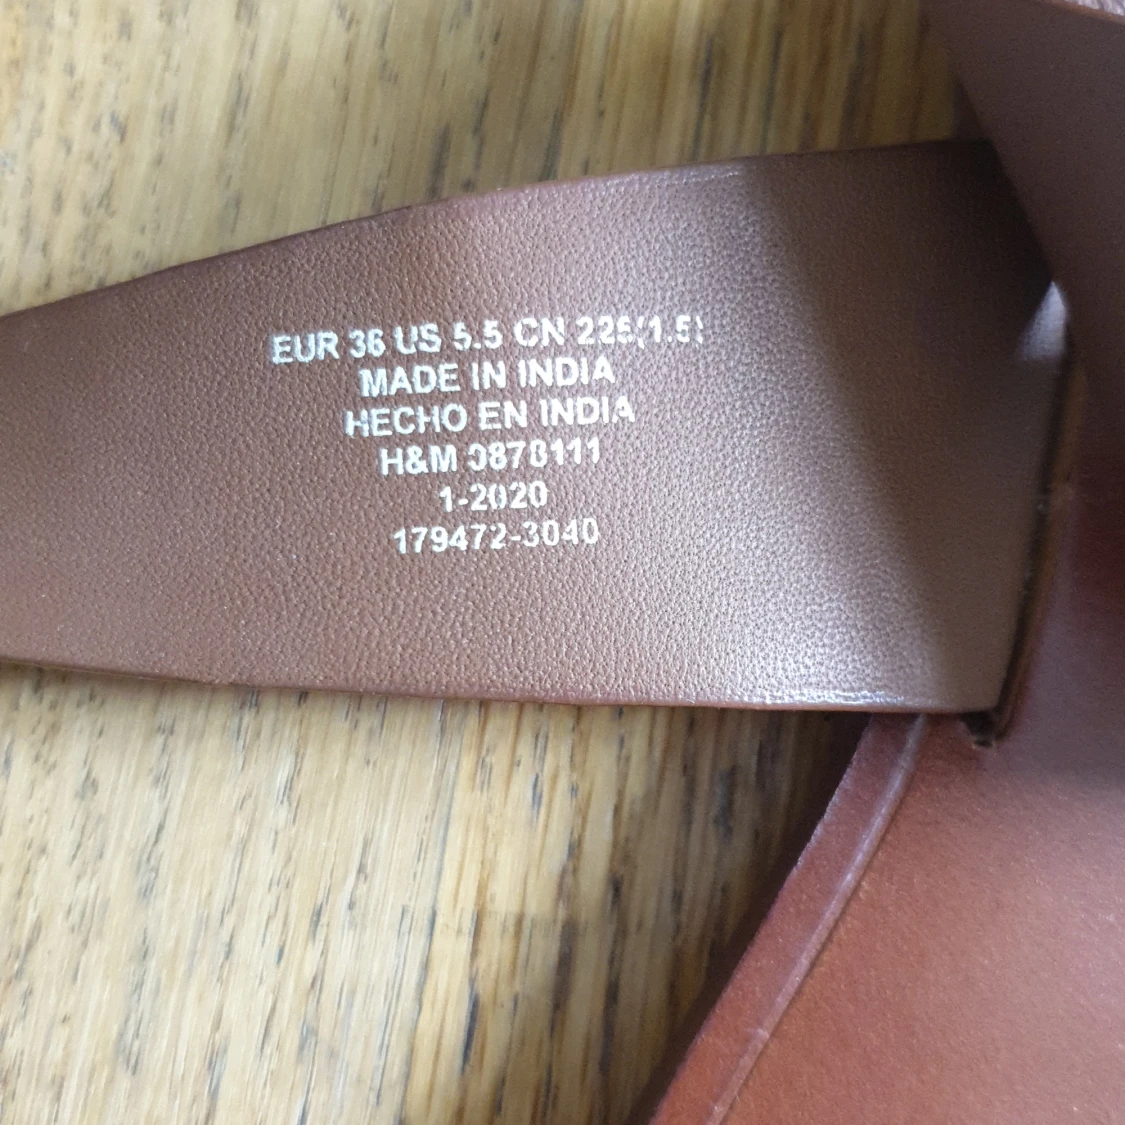 EUR 36 US 5.5 CN 225(1.5)
MADE IN INDIA
HECHO EN INDIA
H&M
1-2020
179472-3040